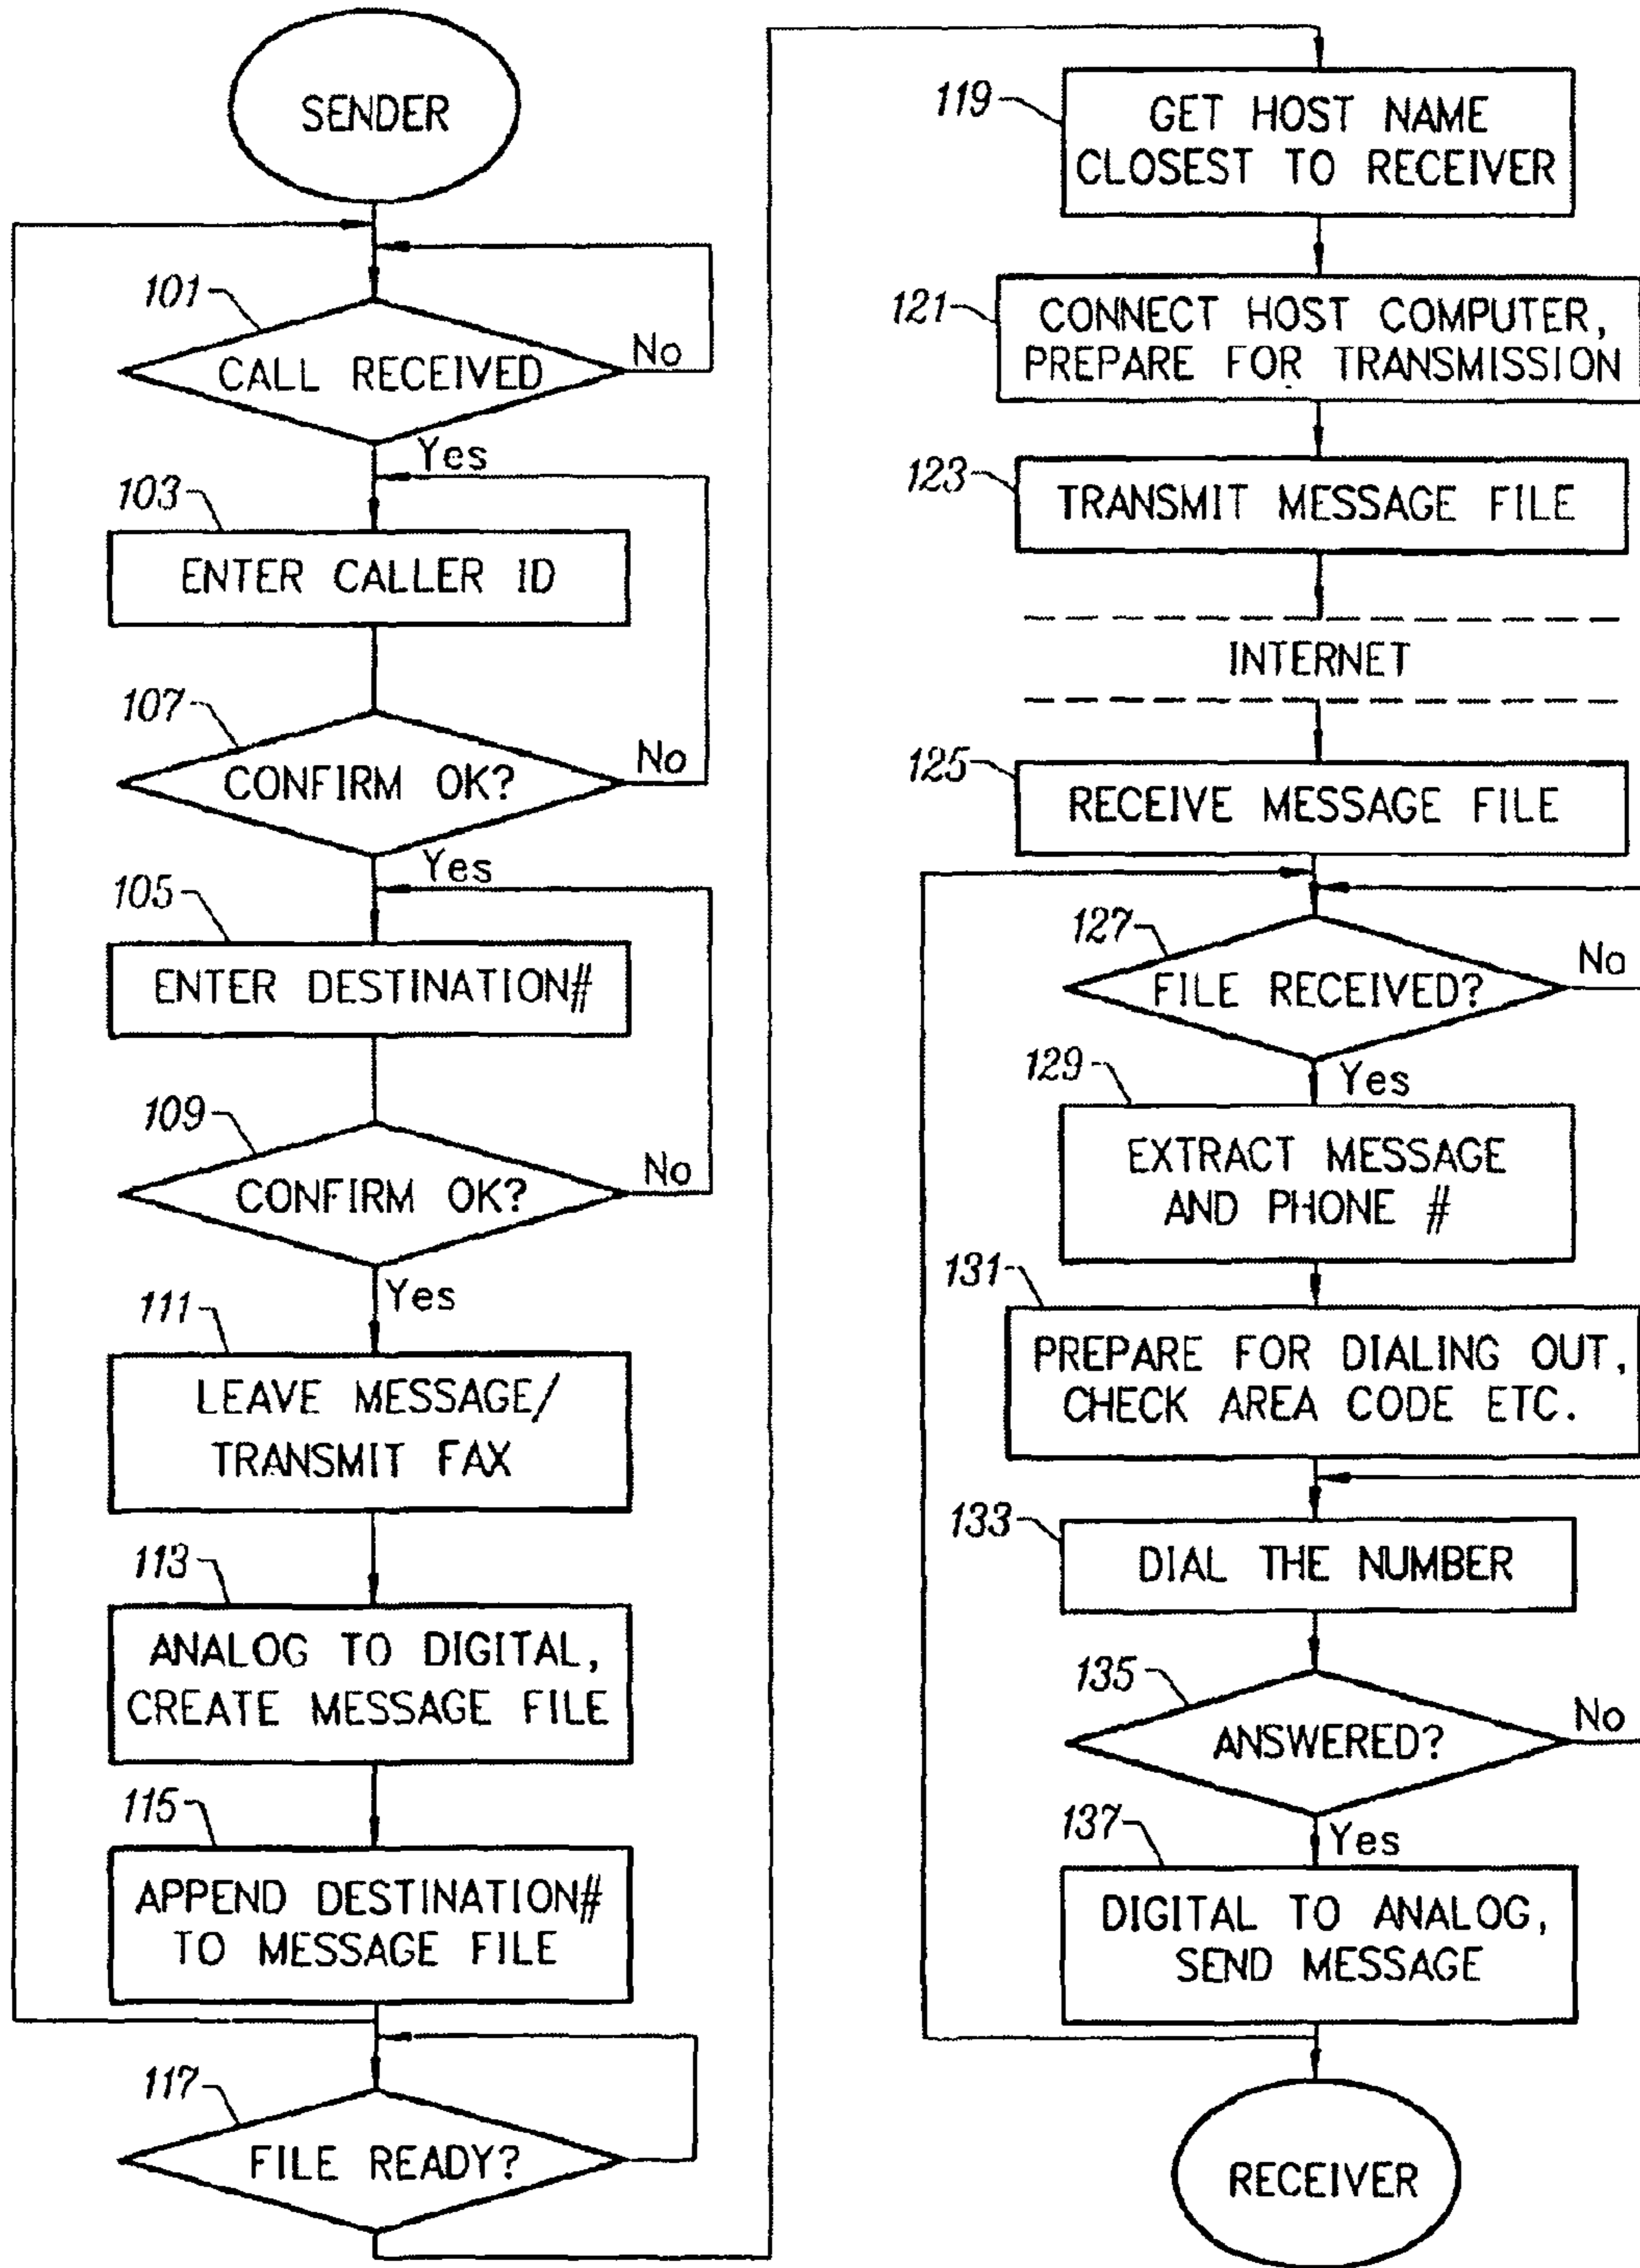 SENDER
101
CALL RECEIVED
No
Yes
103
ENTER CALLER ID
107
CONFIRM OK?
No
Yes
105
ENTER DESTINATION#
109
CONFIRM OK?
No
Yes
111
LEAVE MESSAGE/
TRANSMIT FAX
113
ANALOG TO DIGITAL,
CREATE MESSAGE FILE
115
APPEND DESTINATION#
TO MESSAGE FILE
117
FILE READY?
119
GET HOST NAME
CLOSEST TO RECEIVER
121
CONNECT HOST COMPUTER,
PREPARE FOR TRANSMISSION
123
TRANSMIT MESSAGE FILE
INTERNET
125
RECEIVE MESSAGE FILE
127
FILE RECEIVED?
No
Yes
129
EXTRACT MESSAGE
AND PHONE #
131
PREPARE FOR DIALING OUT,
CHECK AREA CODE ETC.
133
DIAL THE NUMBER
135
ANSWERED?
No
Yes
137
DIGITAL TO ANALOG,
SEND MESSAGE
RECEIVER